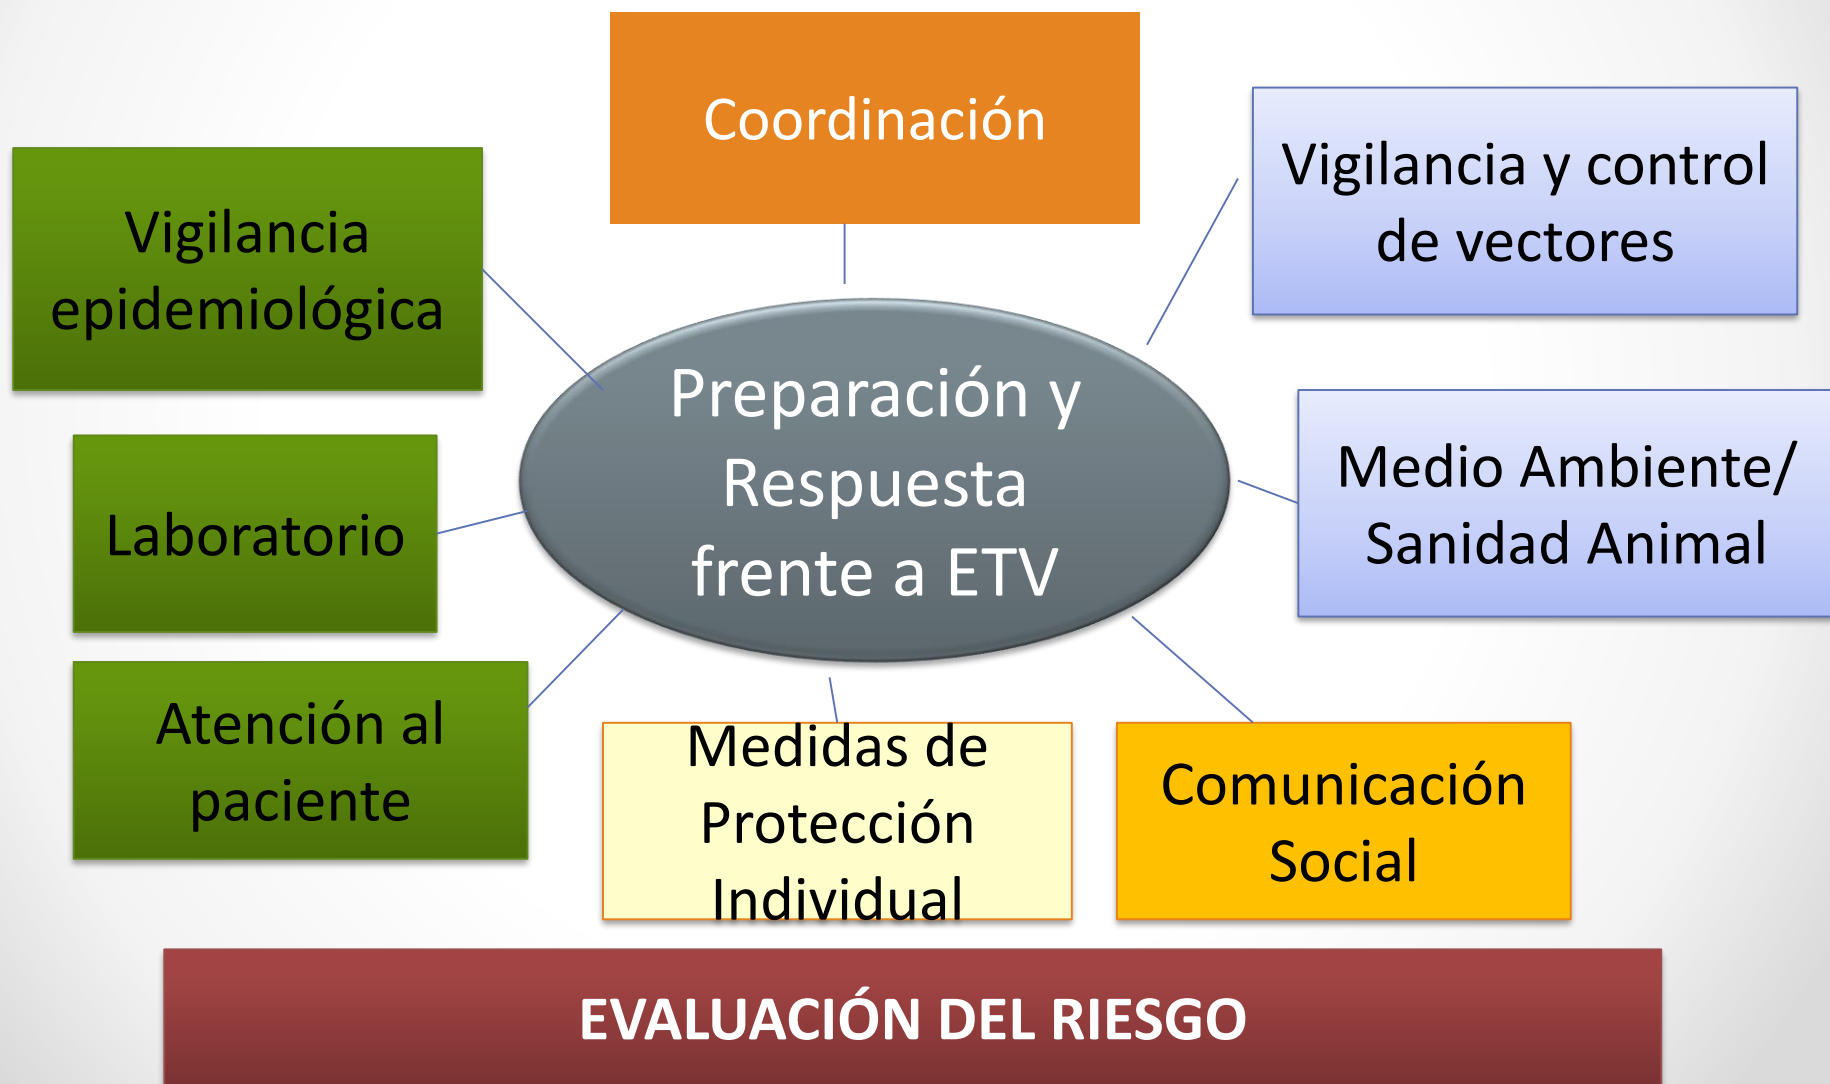 Coordinación
Vigilancia
epidemiológica
Vigilancia y control
de vectores
Preparación y
Respuesta
frente a ETV
Laboratorio
Medio Ambiente/
Sanidad Animal
Atención al
paciente
Medidas de
Protección
Individual
Comunicación
Social
EVALUACIÓN DEL RIESGO